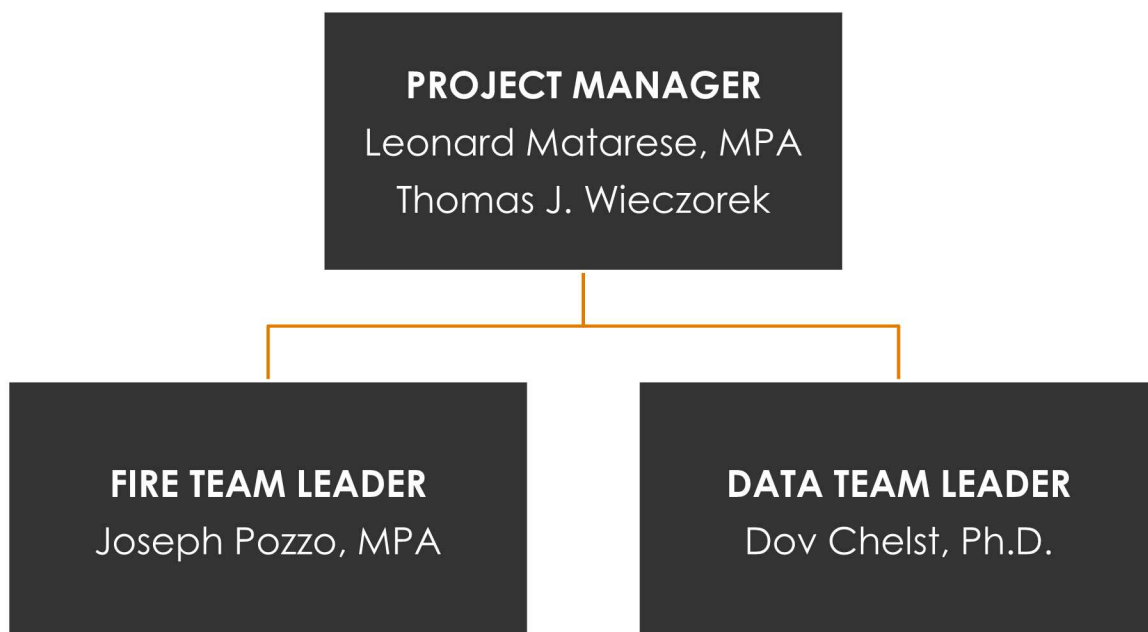 PROJECT MANAGER
Leonard Matarese, MPA
Thomas J. Wieczorek
FIRE TEAM LEADER
Joseph Pozzo, MPA
DATA TEAM LEADER
Dov Chelst, Ph.D.